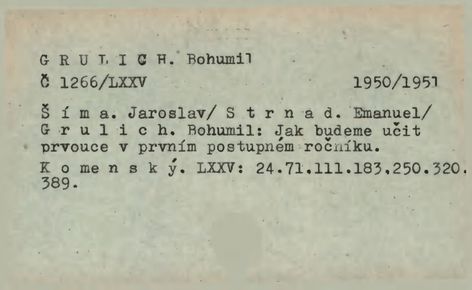 G R U L I C H. Bohumil
Č 1266/LXXV 1950/1951
Š í m a. Jaroslav/ S t r n a d. Emanuel/
G r u l i c h. Bohumil: Jak budeme učit
prvouce v prvním postupném ročníku.
K o m e n s k ý. LXXV: 24.71.111.183.250.320.
389.